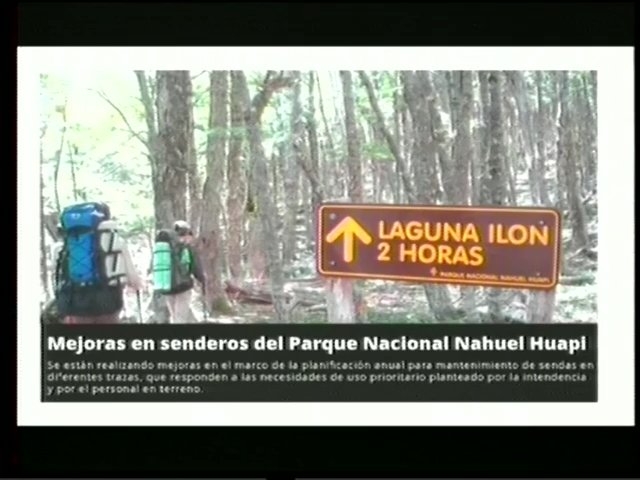 LAGUNA ILON
2 HORAS
PARQUE NACIONAL NAHUEL HUAPI
Mejoras en senderos del Parque Nacional Nahuel Huapi
Se están realizando mejoras en el marco de la planificación anual para mantenimiento de sendas en
diferentes trazas, que responden a las necesidades de uso prioritario planteado por la intendencia
y por el personal en terreno.